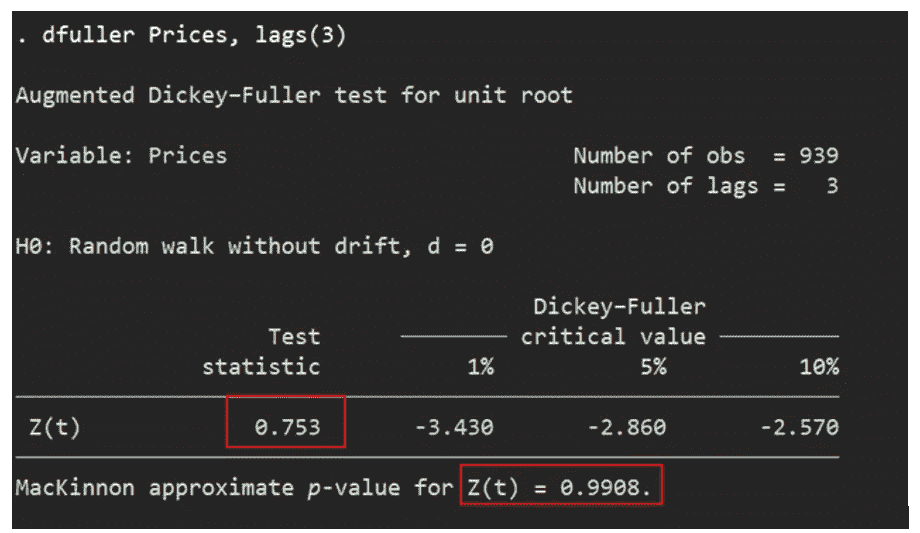 . dfuller Prices, lags(3)
Augmented Dickey–Fuller test for unit root
Variable: Prices Number of obs = 939
Number of lags = 3
H0: Random walk without drift, d = 0
Dickey–Fuller
Test critical value
statistic 1% 5% 10%
Z(t) 0.753 -3.430 -2.860 -2.570
MacKinnon approximate p-value for Z(t) = 0.9908.